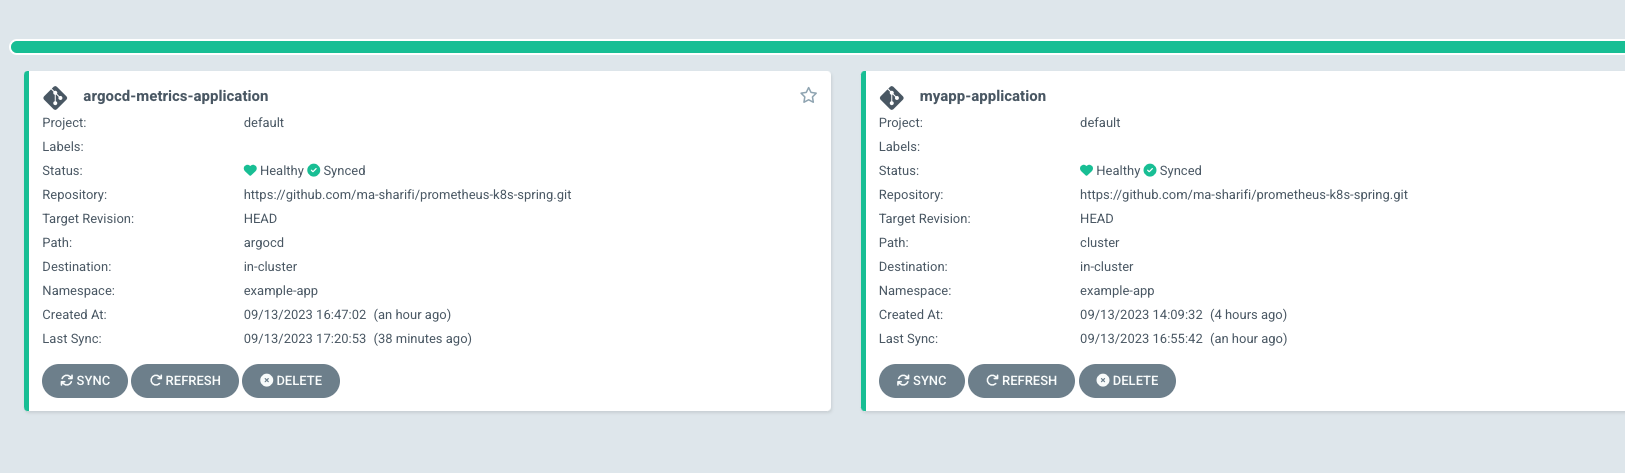 argocd-metrics-application
Project: default
Labels:
Status: Healthy Synced
Repository: https://github.com/ma-sharifi/prometheus-k8s-spring.git
Target Revision: HEAD
Path: argocd
Destination: in-cluster
Namespace: example-app
Created At: 09/13/2023 16:47:02 (an hour ago)
Last Sync: 09/13/2023 17:20:53 (38 minutes ago)
SYNC REFRESH DELETE
myapp-application
Project: default
Labels:
Status: Healthy Synced
Repository: https://github.com/ma-sharifi/prometheus-k8s-spring.git
Target Revision: HEAD
Path: cluster
Destination: in-cluster
Namespace: example-app
Created At: 09/13/2023 14:09:32 (4 hours ago)
Last Sync: 09/13/2023 16:55:42 (an hour ago)
SYNC REFRESH DELETE